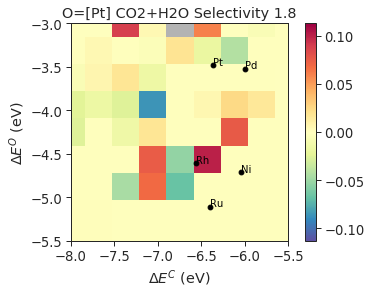 O=[Pt] CO2+H2O Selectivity 1.8
ΔE^O (eV)
−3.0
−3.5
−4.0
−4.5
−5.0
−5.5
Pt
Pd
Rh
Ni
Ru
0.10
0.05
0.00
−0.05
−0.10
−8.0 −7.5 −7.0 −6.5 −6.0 −5.5
ΔE^C (eV)